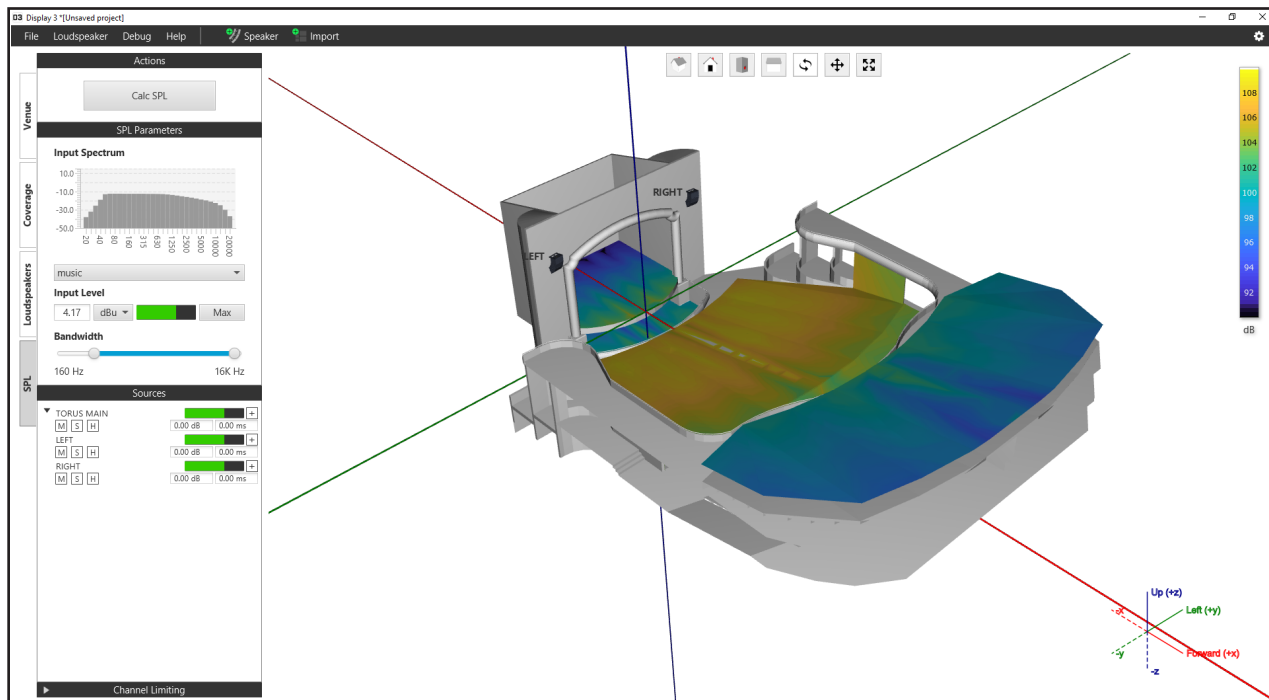 D3 Display 3 *[Unsaved project]
File Loudspeaker Debug Help Speaker Import
Actions
Calc SPL
SPL Parameters
Input Spectrum
10.0
-10.0
-30.0
-50.0
20 40 80 160 315 630 1250 2500 5000 10000 20000
music
Input Level
4.17 dBu Max
Bandwidth
160 Hz 16K Hz
Sources
TORUS MAIN
M S H 0.00 dB 0.00 ms
LEFT
M S H 0.00 dB 0.00 ms
RIGHT
M S H 0.00 dB 0.00 ms
Channel Limiting
Venue
Coverage
Loudspeakers
SPL
RIGHT
LEFT
108
106
104
102
100
98
96
94
92
dB
Up (+z)
-x
Left (+y)
-y
Forward (+x)
-z